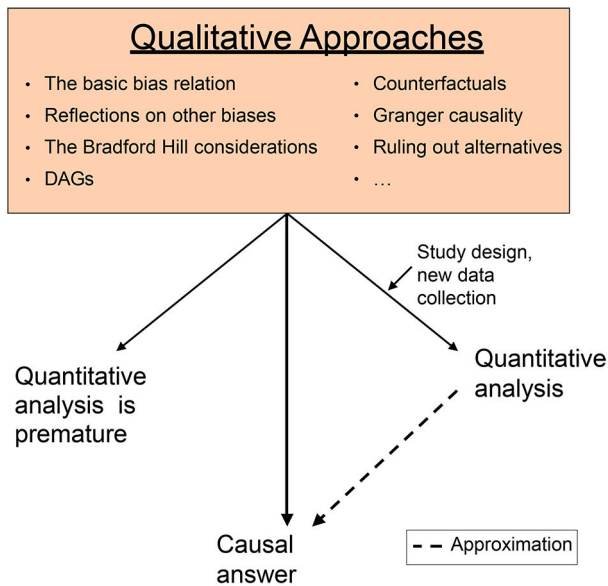 Qualitative Approaches
• The basic bias relation
• Reflections on other biases
• The Bradford Hill considerations
• DAGs
• Counterfactuals
• Granger causality
• Ruling out alternatives
• ...
Study design,
new data
collection
Quantitative
analysis is
premature
Quantitative
analysis
Causal
answer
Approximation